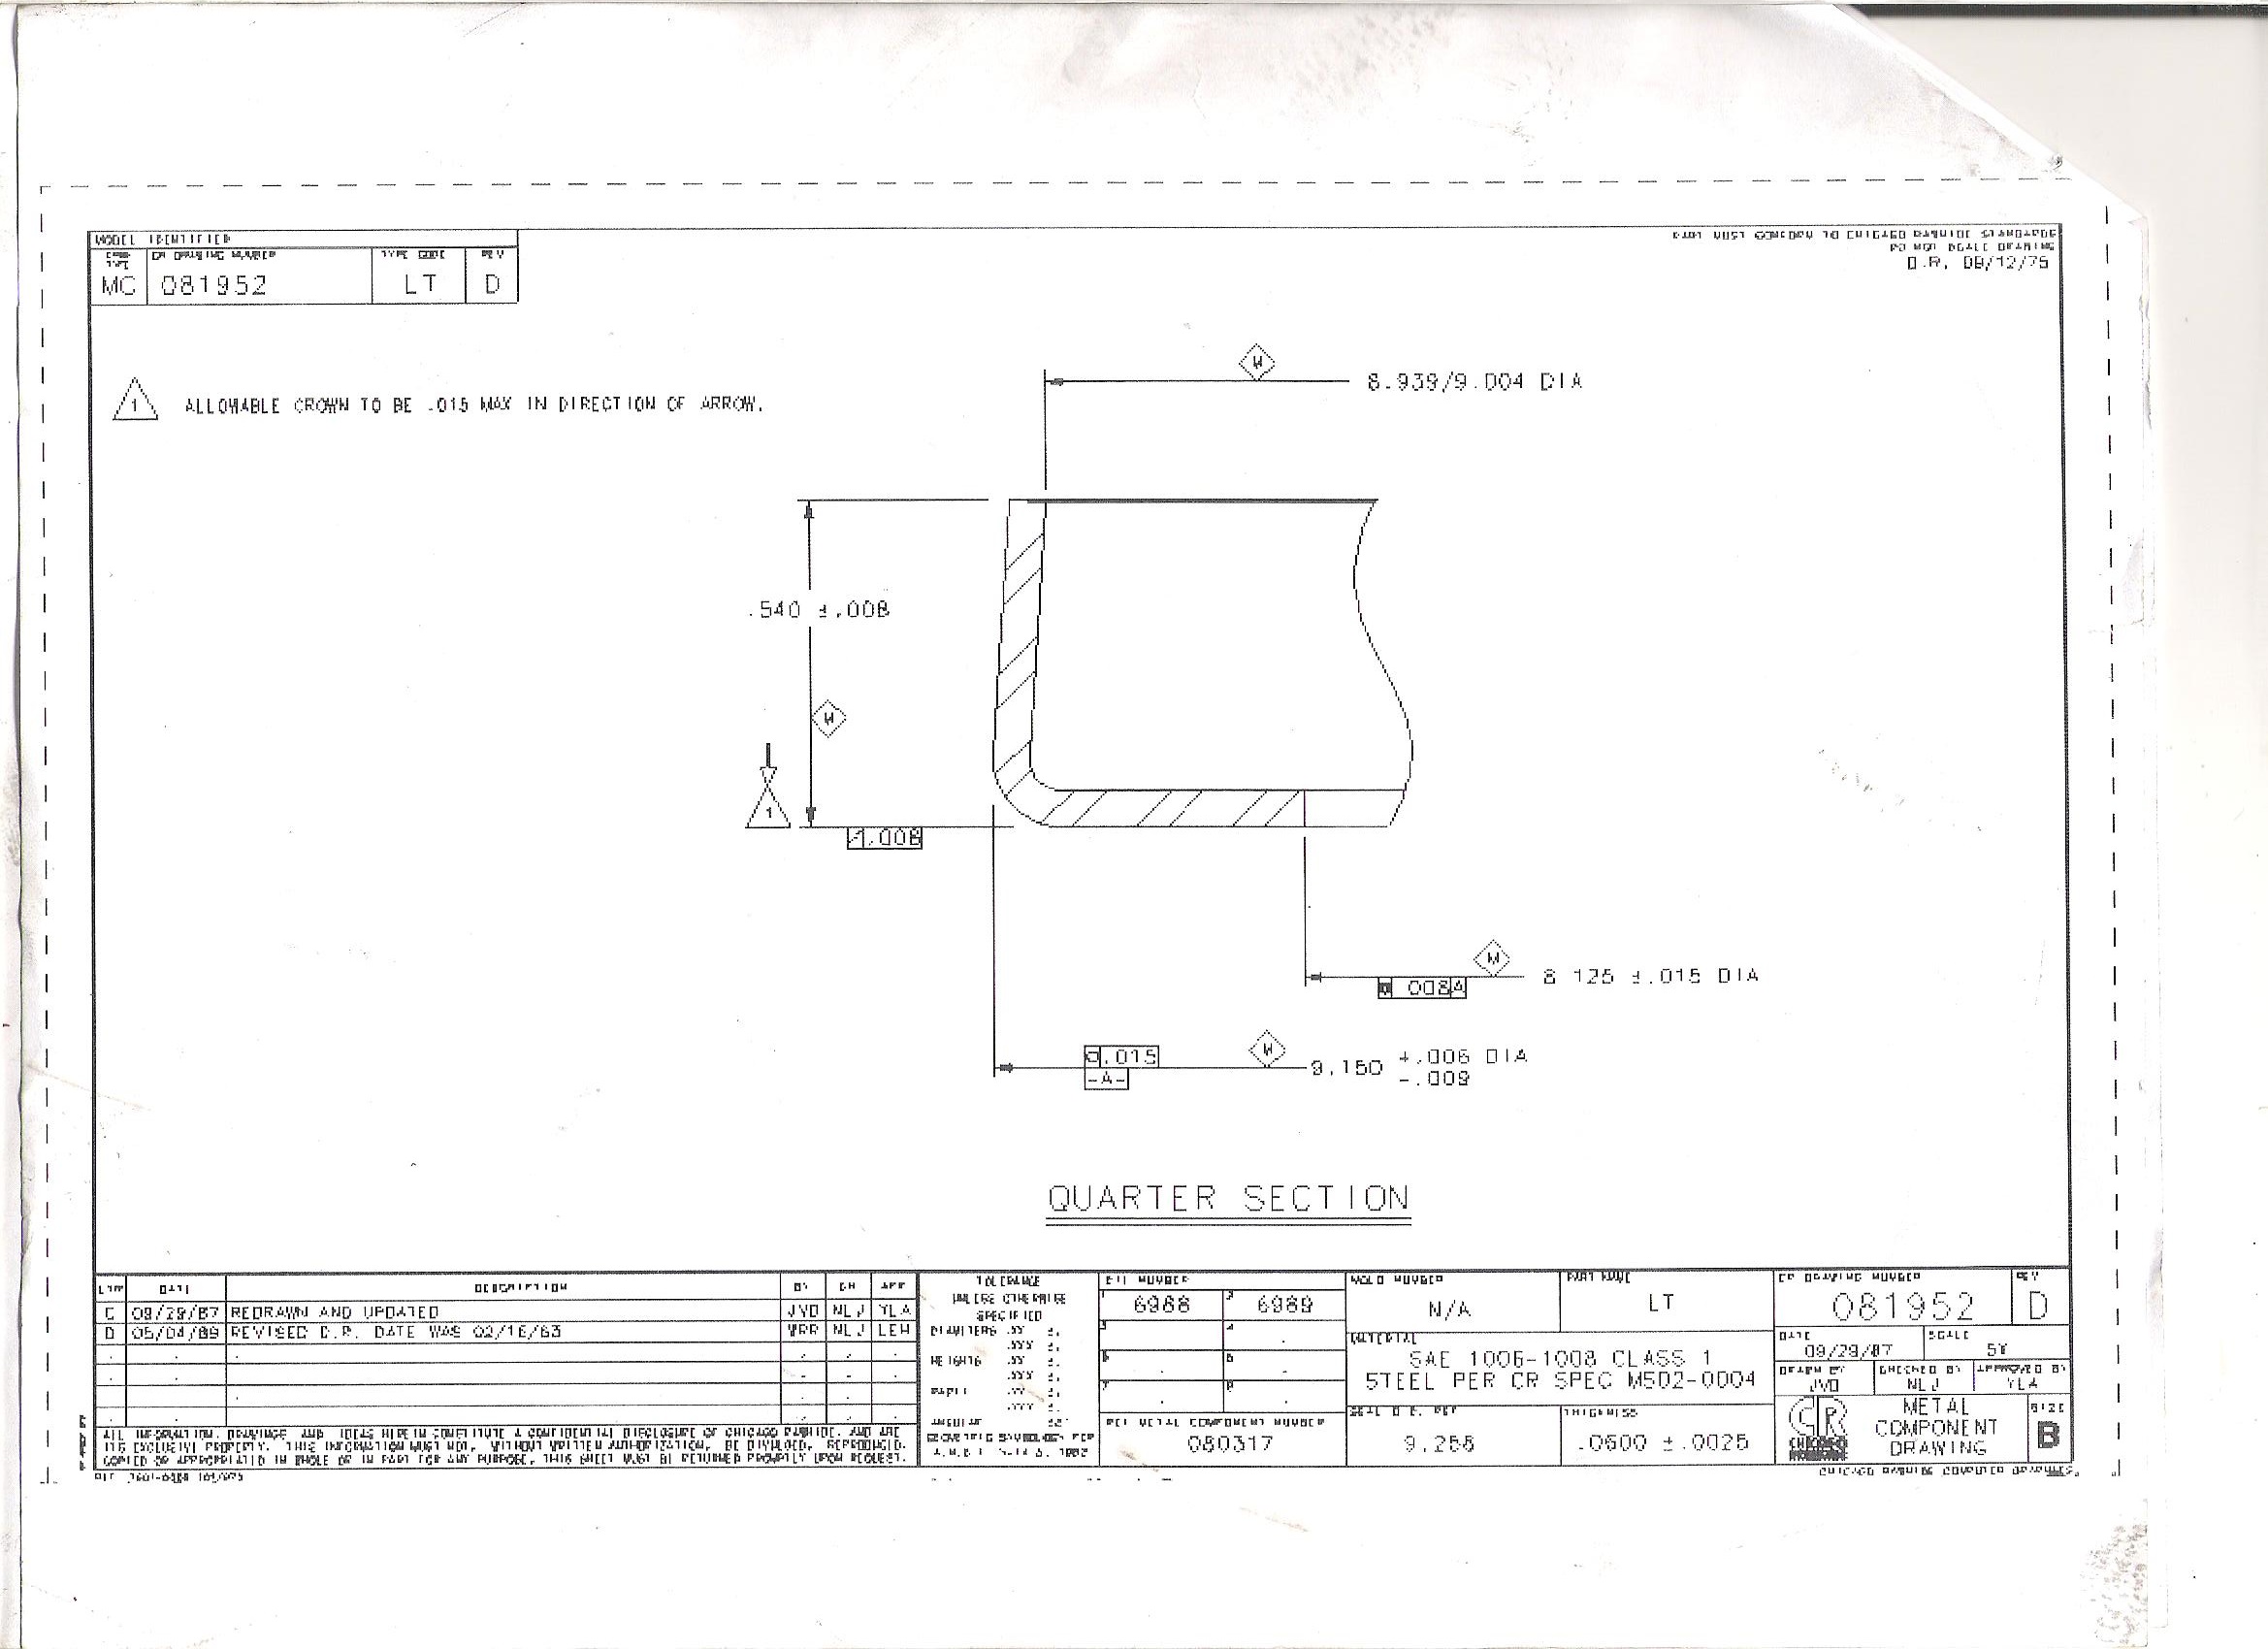 MODEL IDENTIFIER
COMP TYPE
CR DRAWING NUMBER
TYPE CODE
REV
MC
081952
LT
D
PART MUST CONFORM TO CHICAGO RAWHIDE STANDARDS
DO NOT SCALE DRAWING
O.R. 08/12/75
1
ALLOWABLE CROWN TO BE .015 MAX IN DIRECTION OF ARROW.
W
8.939/9.004 DIA
.540 ±.008
W
1
.008
M
8.125 ±.015 DIA
.008 A
.015
-A-
W
9.150 +.006 DIA
-.009
QUARTER SECTION
LTR DATE DESCRIPTION BY CH APP
C 09/29/87 REDRAWN AND UPDATED JVD NLJ YLA
D 05/04/89 REVISED O.R. DATE WAS 02/16/63 NLJ LEW
ALL INFORMATION, DRAWINGS AND IDEAS HEREIN CONSTITUTE A CONFIDENTIAL DISCLOSURE OF CHICAGO RAWHIDE, AND ARE
ITS EXCLUSIVE PROPERTY. THIS INFORMATION MUST NOT, WITHOUT WRITTEN AUTHORIZATION, BE DIVULGED, REPRODUCED,
COPIED OR APPROPRIATED IN WHOLE OR IN PART FOR ANY PURPOSE, THIS SHEET MUST BE RETURNED PROMPTLY UPON REQUEST.
TOLERANCE
UNLESS OTHERWISE
SPECIFIED
DIAMETERS .XX ±.
.XXX ±.
HEIGHTS .XX ±.
.XXX ±.
RADII .XX ±.
.XXX ±.
ANGULAR
GEOMETRIC SYMBOLOGY PER
1982
NUMBER
1 6988
2 6989
3
4
5
6
7
8
REF METAL COMPONENT NUMBER
080317
MOLD NUMBER
N/A
PART NAME
LT
MATERIAL
SAE 1006-1008 CLASS 1
STEEL PER CR SPEC M502-0004
SEAL O.D. REF
9.258
THICKNESS
.0600 ±.0025
CR DRAWING NUMBER
081952
REV
D
DATE
09/29/87
SCALE
5X
DRAWN BY
JVD
CHECKED BY
NLJ
APPROVED BY
YLA
CR
CHICAGO
RAWHIDE
METAL
COMPONENT
DRAWING
SIZE
B
CHICAGO RAWHIDE COMPUTER GRAPHICS